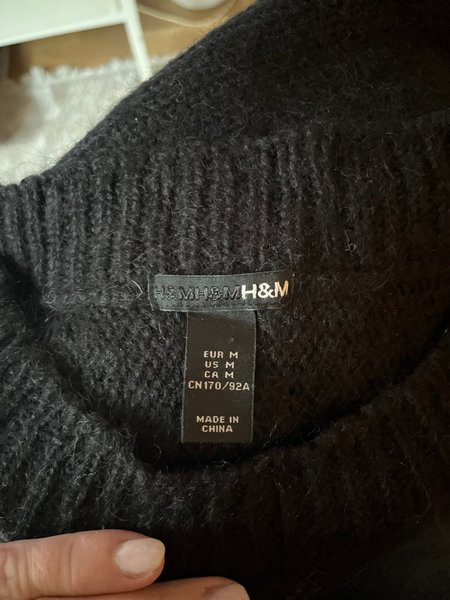 H&MH&MH&M
EUR M
US M
CA M
CN170/92A
MADE IN
CHINA